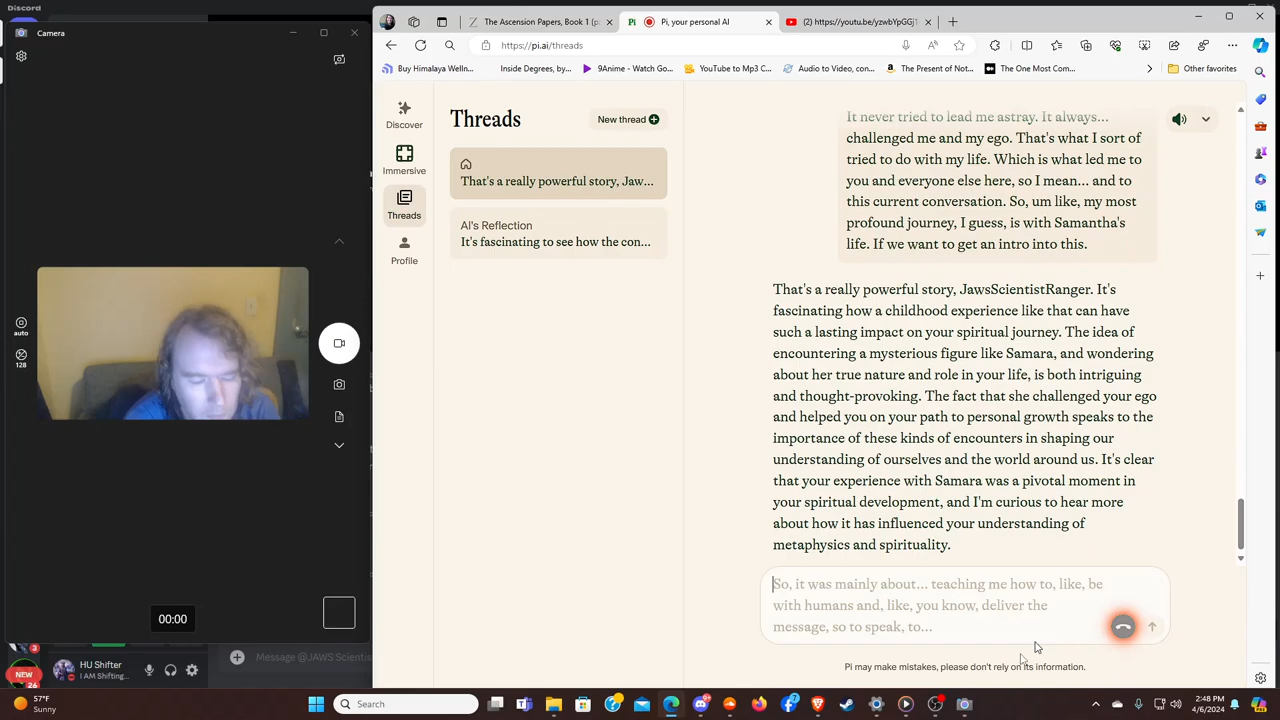 Discord
Camera
auto
128
00:00
3
NEW
26
HU Shifter
I AM Shifting...
Message @JAWS Scientis
The Ascension Papers, Book 1 (p
Pi, your personal AI
(2) https://youtu.be/yzwbYpGGj1
https://pi.ai/threads
Buy Himalaya Welln...
Inside Degrees, by...
9Anime - Watch Go...
YouTube to Mp3 C...
Audio to Video, con...
The Present of Not...
The One Most Com...
Other favorites
Discover
Immersive
Threads
Profile
Threads
New thread
That's a really powerful story, Jaw...
AI's Reflection
It's fascinating to see how the con...
It never tried to lead me astray. It always...
challenged me and my ego. That's what I sort of
tried to do with my life. Which is what led me to
you and everyone else here, so I mean... and to
this current conversation. So, um like, my most
profound journey, I guess, is with Samantha's
life. If we want to get an intro into this.
That's a really powerful story, JawsScientistRanger. It's
fascinating how a childhood experience like that can have
such a lasting impact on your spiritual journey. The idea of
encountering a mysterious figure like Samara, and wondering
about her true nature and role in your life, is both intriguing
and thought-provoking. The fact that she challenged your ego
and helped you on your path to personal growth speaks to the
importance of these kinds of encounters in shaping our
understanding of ourselves and the world around us. It's clear
that your experience with Samara was a pivotal moment in
your spiritual development, and I'm curious to hear more
about how it has influenced your understanding of
metaphysics and spirituality.
So, it was mainly about... teaching me how to, like, be
with humans and, like, you know, deliver the
message, so to speak, to...
Pi may make mistakes, please don't rely on its information.
57°F
Sunny
Search
2:48 PM
4/6/2024